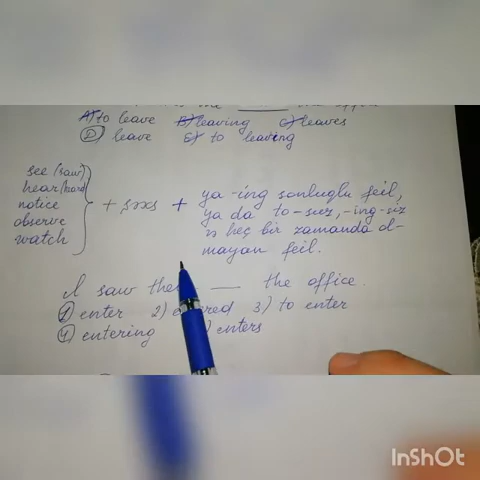 A) to leave B) leaving C) leaves
D) leave E) to leaving
see (saw)
hear/heard
notice
observe
watch
+ şəxs +
ya -ing sonluqlu feil,
ya da to-suz, -ing-siz
və heç bir zamanda ol-
mayan feil.
I saw the ___ the office.
1) enter 2) 3) to enter
4) entering ) enters
InShOt